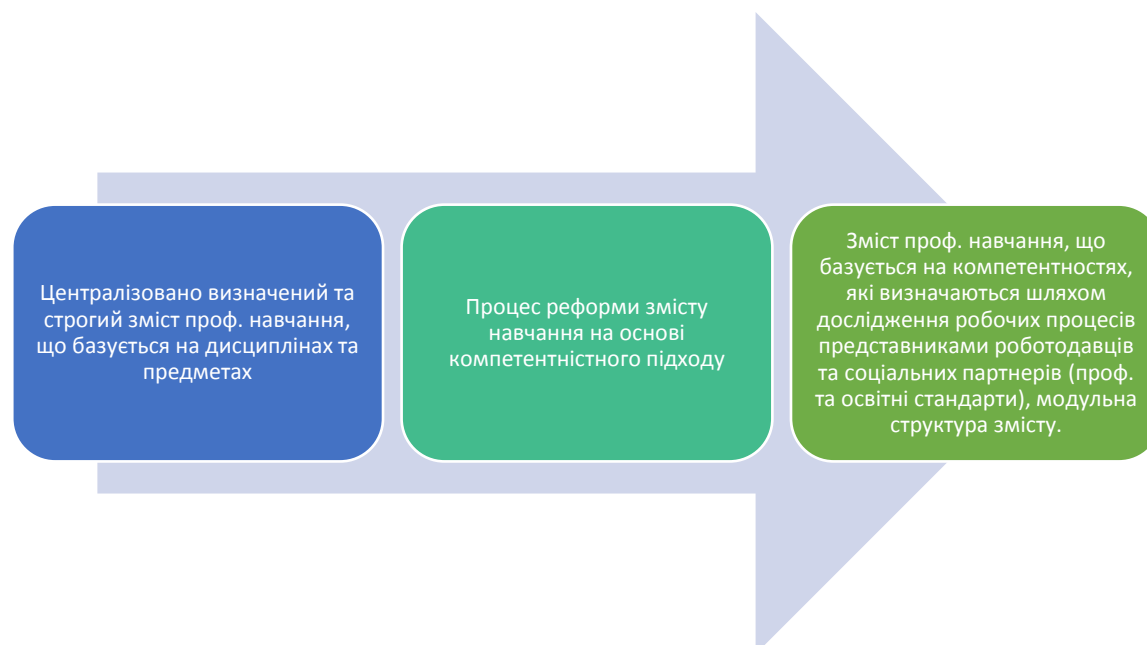 Централізовано визначений та
строгий зміст проф. навчання,
що базується на дисциплінах та
предметах
Процес реформи змісту
навчання на основі
компетентністного підходу
Зміст проф. навчання, що
базується на компетентностях,
які визначаються шляхом
дослідження робочих процесів
представниками роботодавців
та соціальних партнерів (проф.
та освітні стандарти), модульна
структура змісту.